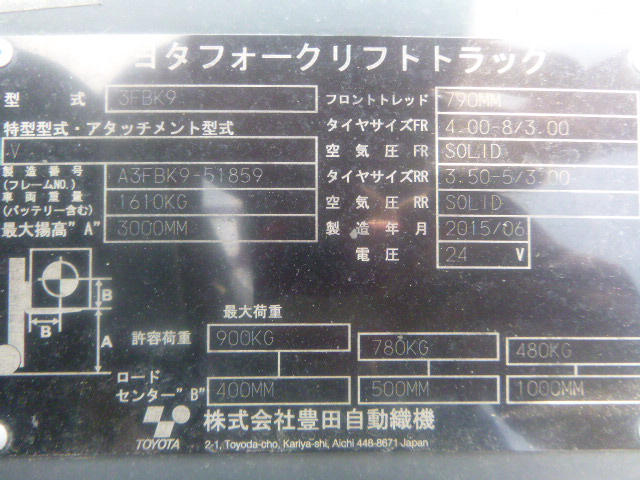 ヨタフォークリフトトラック
型 式 3FBK9
特型型式・アタッチメント型式
V
製造番号
(フレームNO.) A3FBK9-51859
車両重量
(バッテリー含む) 1610KG
最大揚高"A" 3000MM
フロントトレッド 790MM
タイヤサイズFR 4.00-8/3.00
空気圧 FR SOLID
タイヤサイズRR 3.50-5/3.00
空気圧 RR SOLID
製造年月 2015/06
電圧 24 V
B
B
A
最大荷重
許容荷重 900KG 780KG 480KG
ロード
センター"B" 400MM 500MM 1000MM
TOYOTA 株式会社豊田自動織機
2-1, Toyoda-cho, Kariya-shi, Aichi 448-8671 Japan